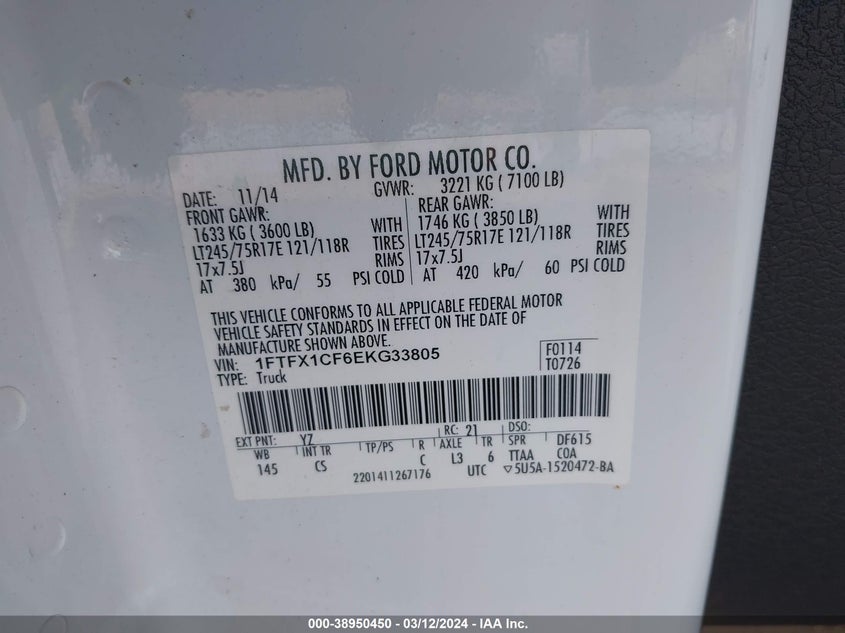 MFD. BY FORD MOTOR CO.
DATE: 11/14 GVWR: 3221 KG ( 7100 LB)
FRONT GAWR: REAR GAWR:
1633 KG ( 3600 LB) WITH 1746 KG ( 3850 LB) WITH
LT245/75R17E 121/118R TIRES LT245/75R17E 121/118R TIRES
17x7.5J RIMS 17x7.5J RIMS
AT 380 kPa/ 55 PSI COLD AT 420 kPa/ 60 PSI COLD
THIS VEHICLE CONFORMS TO ALL APPLICABLE FEDERAL MOTOR
VEHICLE SAFETY STANDARDS IN EFFECT ON THE DATE OF
MANUFACTURE SHOWN ABOVE.
VIN: 1FTFX1CF6EKG33805 F0114
TYPE: Truck T0726
EXT PNT: YZ RC: 21 DSO:
WB INT TR TP/PS R AXLE TR SPR DF615
145 CS C L3 6 TTAA COA
2201411267176 UTC ▽5U5A-1520472-BA
000-38950450 - 03/12/2024 - IAA Inc.